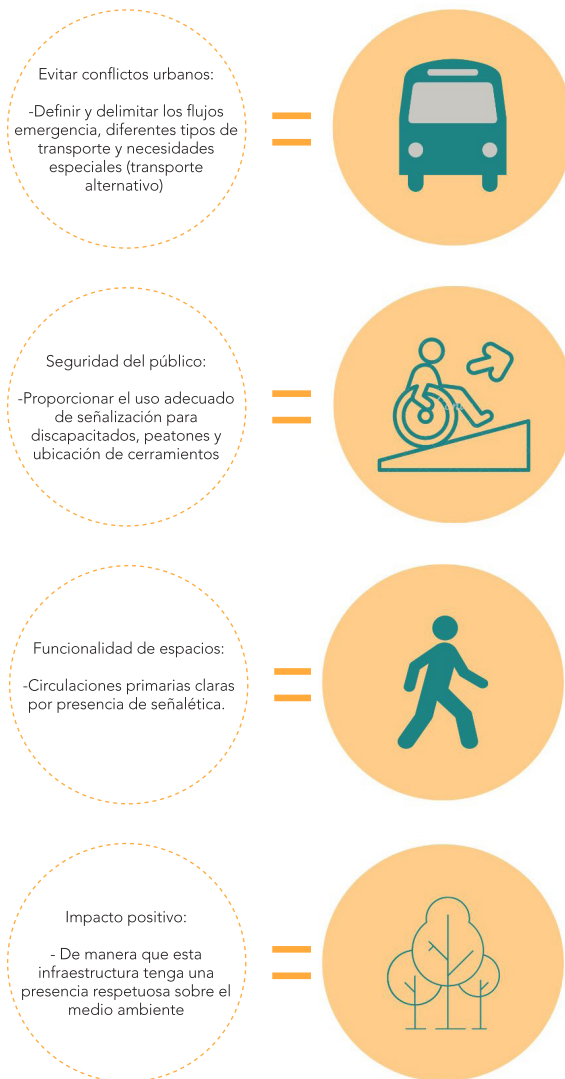 Evitar conflictos urbanos:
-Definir y delimitar los flujos
emergencia, diferentes tipos de
transporte y necesidades
especiales (transporte
alternativo)
Seguridad del público:
-Proporcionar el uso adecuado
de señalización para
discapacitados, peatones y
ubicación de cerramientos
Funcionalidad de espacios:
-Circulaciones primarias claras
por presencia de señalética.
Impacto positivo:
- De manera que esta
infraestructura tenga una
presencia respetuosa sobre el
medio ambiente